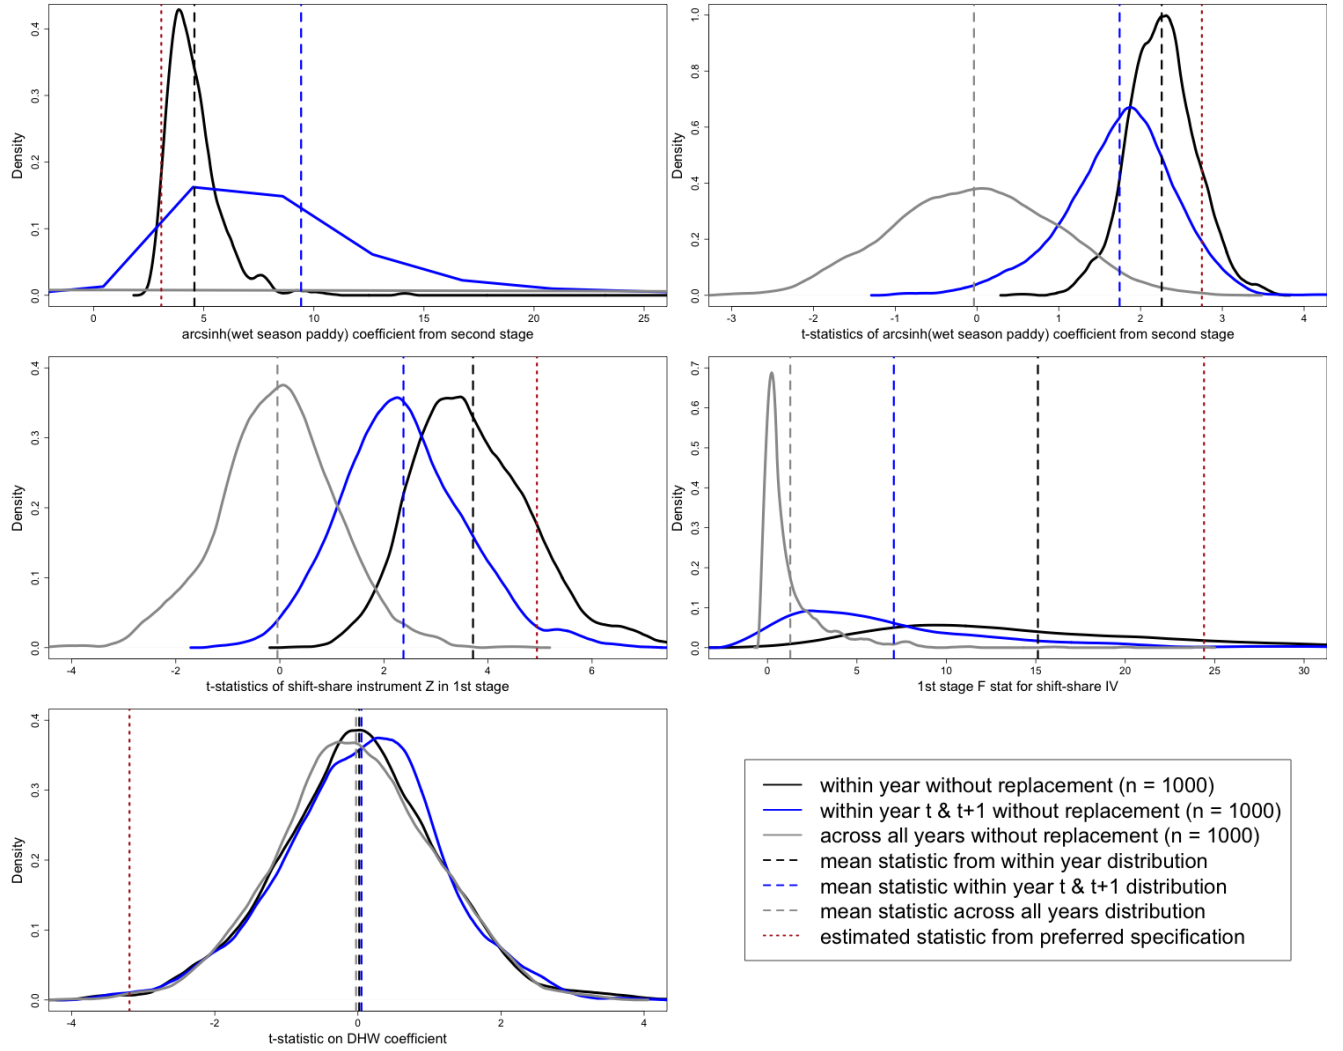 Density
0.0 0.1 0.2 0.3 0.4
0 5 10 15 20 25
arcsinh(wet season paddy) coefficient from second stage
Density
0.0 0.2 0.4 0.6 0.8 1.0
-3 -2 -1 0 1 2 3 4
t-statistics of arcsinh(wet season paddy) coefficient from second stage
Density
0.0 0.1 0.2 0.3 0.4
-4 -2 0 2 4 6
t-statistics of shift-share instrument Z in 1st stage
Density
0.0 0.1 0.2 0.3 0.4 0.5 0.6 0.7
0 5 10 15 20 25 30
1st stage F stat for shift-share IV
Density
0.0 0.1 0.2 0.3 0.4
-4 -2 0 2 4
t-statistic on DHW coefficient
within year without replacement (n = 1000)
within year t & t+1 without replacement (n = 1000)
across all years without replacement (n = 1000)
mean statistic from within year distribution
mean statistic within year t & t+1 distribution
mean statistic across all years distribution
estimated statistic from preferred specification